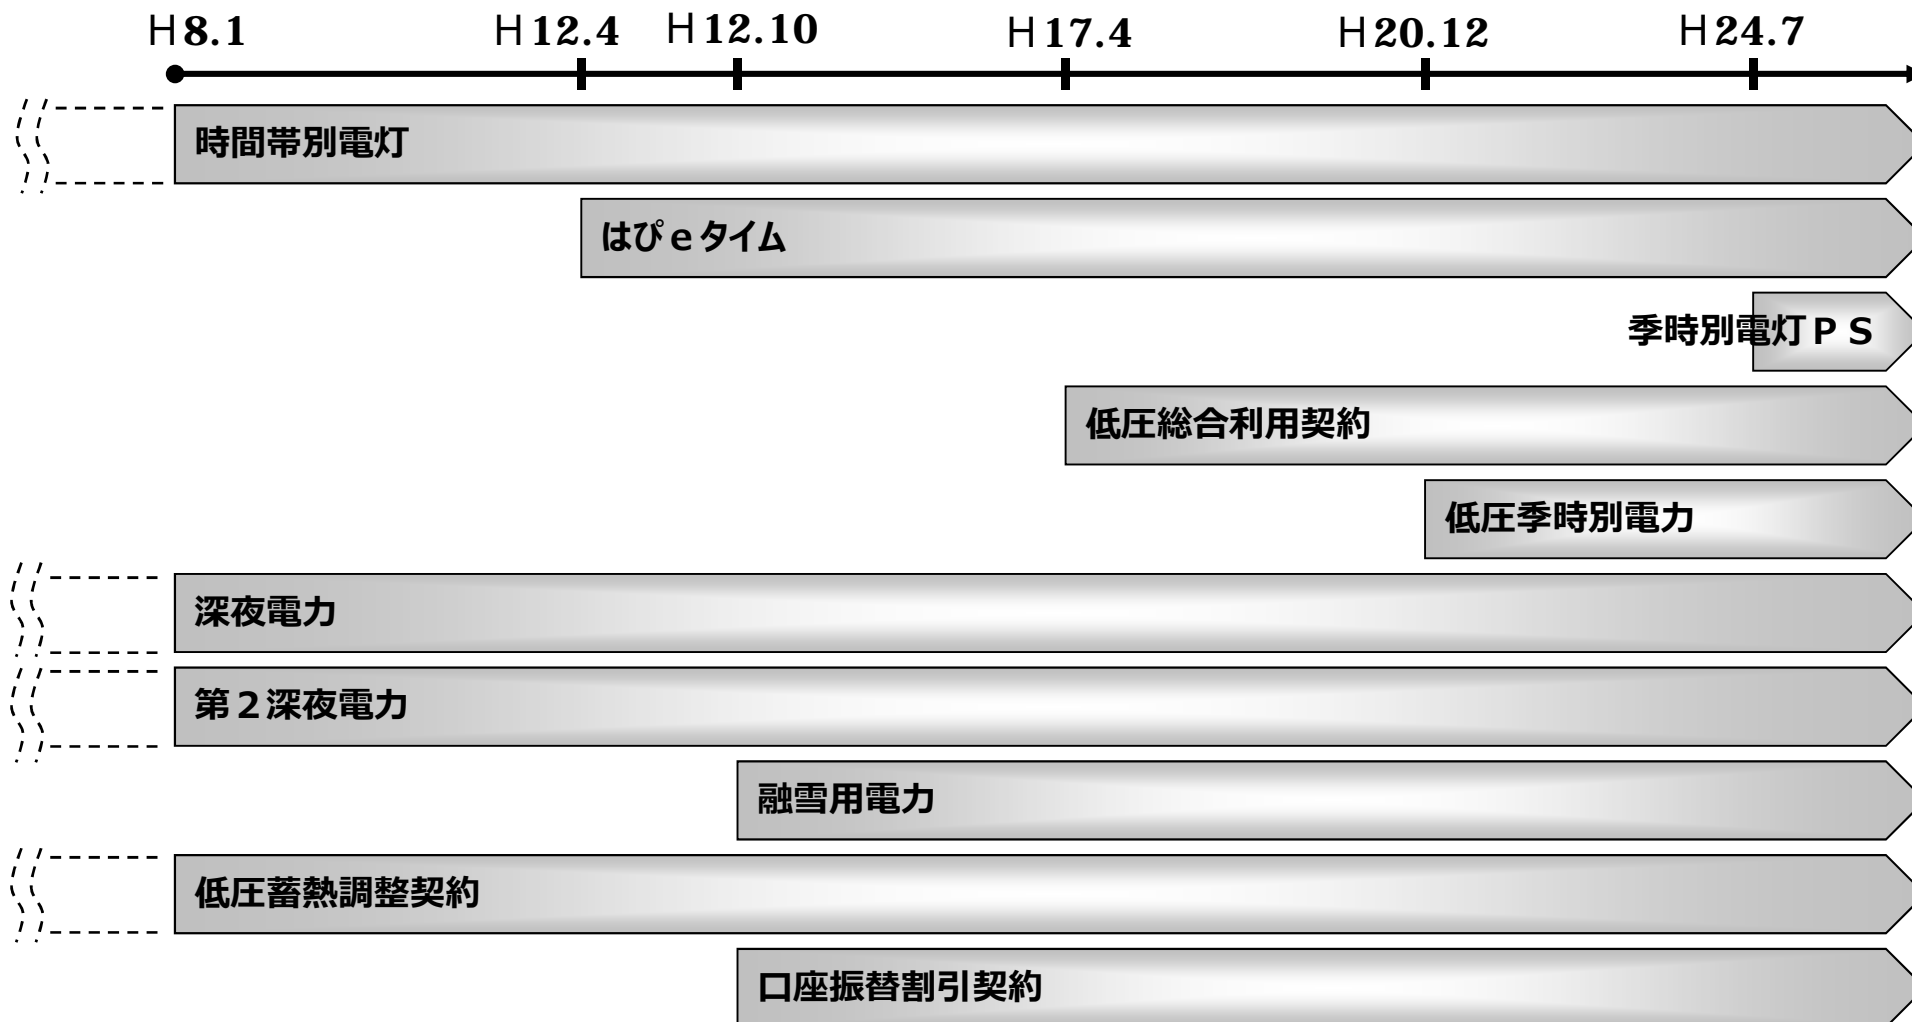 H8.1 H12.4 H12.10 H17.4 H20.12 H24.7
時間帯別電灯
はぴｅタイム
季時別電灯ＰＳ
低圧総合利用契約
低圧季時別電力
深夜電力
第２深夜電力
融雪用電力
低圧蓄熱調整契約
口座振替割引契約